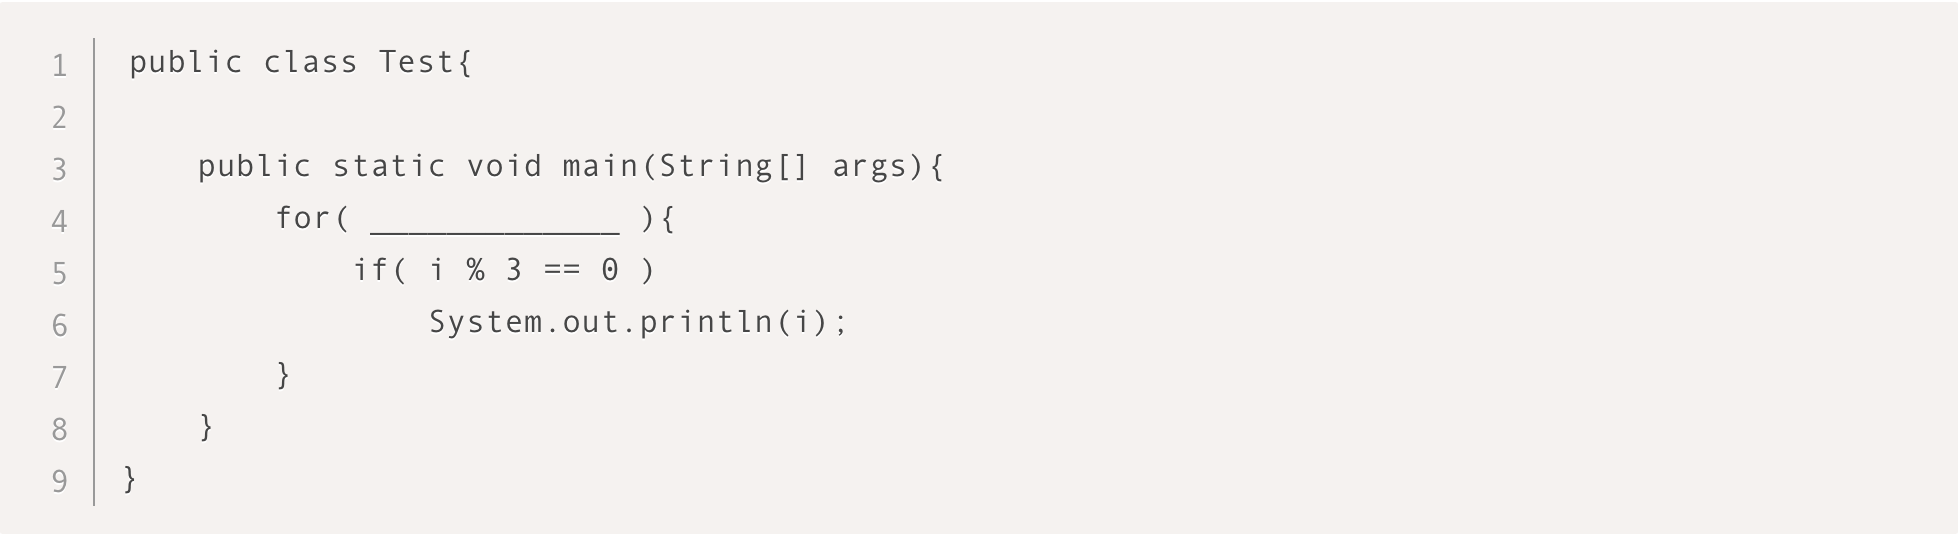 1 public class Test{
2
3 public static void main(String[] args){
4 for( _____________ ){
5 if( i % 3 == 0 )
6 System.out.println(i);
7 }
8 }
9 }